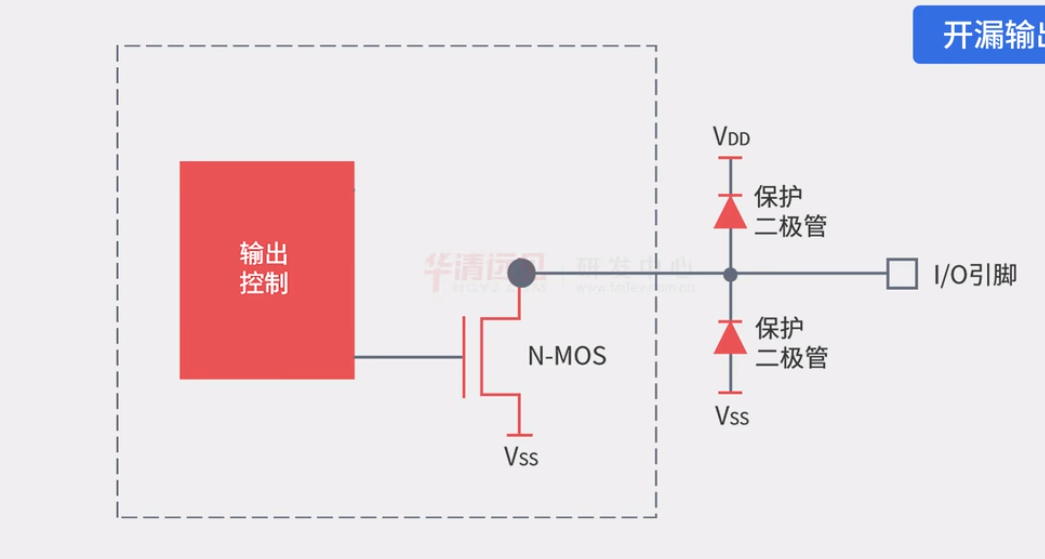 开漏输出
VDD
保护
二极管
输出
控制
华清远见
研发中心
I/O引脚
保护
二极管
N-MOS
VSS
VSS